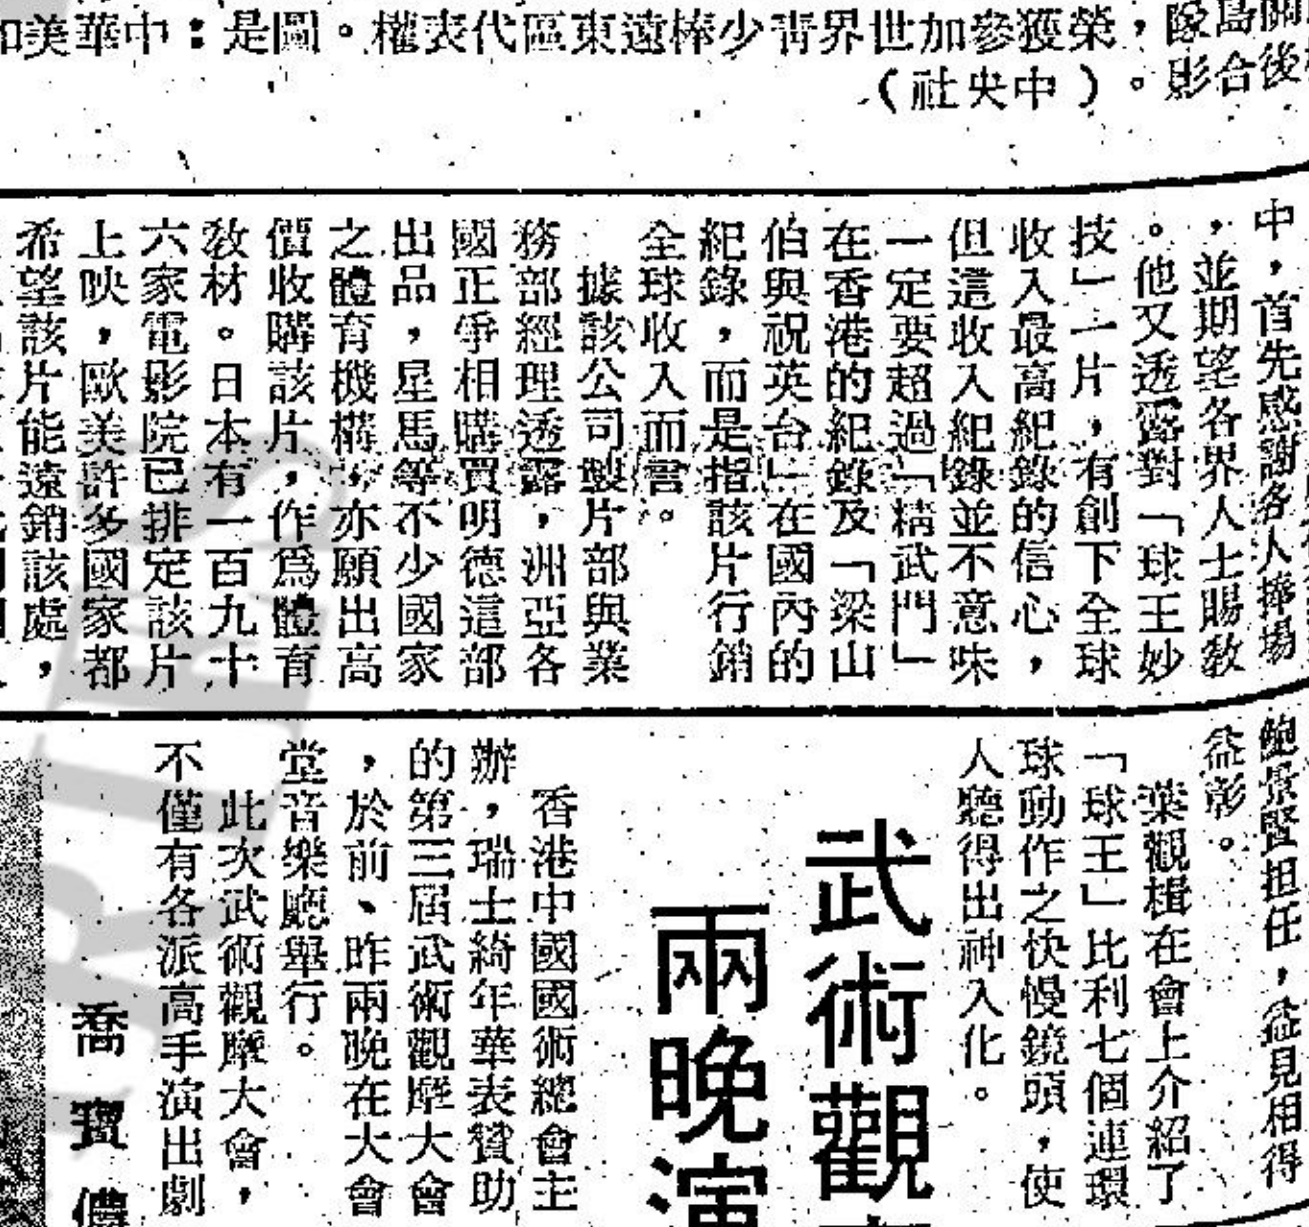 和美華中：是圖。權表代區東遠棒少靑界世加參獲榮，隊島關
（中央社）。影合後
中，首先感謝各人捧場
，並期望各界人士賜敎
。他又透露對「球王妙
技」一片，有創下全球
收入最高紀錄的信心，
但這收入紀錄並不意味
一定要超過「精武門」
在香港的紀錄及「梁山
伯與祝英台」在國內的
紀錄，而是指該片行銷
全球收入而言。
據該公司製片部與業
務部經理透露，洲亞各
國正爭相購買明德這部
出品，星馬等不少國家
之體育機構，亦願出高
價收購該片，作爲體育
敎材。日本有一百九十
六家電影院已排定該片
上映，歐美許多國家都
希望該片能遠銷該處，
鮑景賢担任，益見相得
益彰。
葉觀楫在會上介紹了
「球王」比利七個連環
球動作之快慢鏡頭，使
人聽得出神入化。
武術觀
兩晚演
香港中國國術總會主
辦，瑞士綺年華表贊助
的第三屆武術觀摩大會
，於前、昨兩晚在大會
堂音樂廳舉行。
此次武術觀摩大會，
不僅有各派高手演出劇
喬寶儂